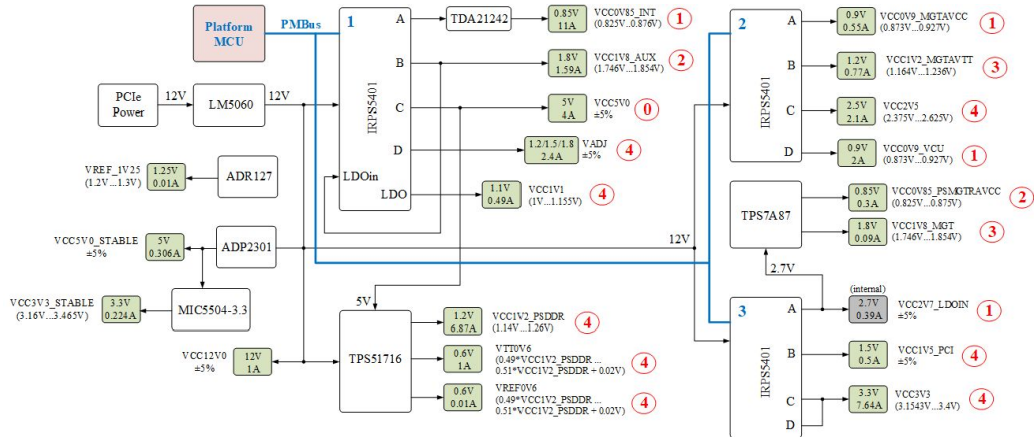 Platform
MCU
PMBus
PCIe
Power
12V
LM5060
12V
1
IRPS5401
A
B
C
D
LDOin
LDO
TDA21242
0.85V
11A
VCC0V85_INT
(0.825V...0.876V)
1
1.8V
1.59A
VCC1V8_AUX
(1.746V...1.854V)
2
5V
4A
VCC5V0
±5%
0
1.2/1.5/1.8
2.4A
VADJ
±5%
4
1.1V
0.49A
VCC1V1
(1V...1.155V)
4
VREF_1V25
(1.2V...1.3V)
1.25V
0.01A
ADR127
VCC5V0_STABLE
±5%
5V
0.306A
ADP2301
VCC3V3_STABLE
(3.16V...3.465V)
3.3V
0.224A
MIC5504-3.3
VCC12V0
±5%
12V
1A
5V
TPS51716
1.2V
6.87A
VCC1V2_PSDDR
(1.14V...1.26V)
4
0.6V
1A
VTT0V6
(0.49*VCC1V2_PSDDR ...
0.51*VCC1V2_PSDDR + 0.02V)
4
0.6V
0.01A
VREF0V6
(0.49*VCC1V2_PSDDR ...
0.51*VCC1V2_PSDDR + 0.02V)
4
12V
2
IRPS5401
A
B
C
D
0.9V
0.55A
VCC0V9_MGTAVCC
(0.873V...0.927V)
1
1.2V
0.77A
VCC1V2_MGTAVTT
(1.164V...1.236V)
3
2.5V
2.1A
VCC2V5
(2.375V...2.625V)
4
0.9V
2A
VCC0V9_VCU
(0.873V...0.927V)
1
TPS7A87
0.85V
0.3A
VCC0V85_PSMGTRAVCC
(0.825V...0.875V)
2
1.8V
0.09A
VCC1V8_MGT
(1.746V...1.854V)
3
2.7V
3
IRPS5401
A
B
C
D
(internal)
2.7V
0.39A
VCC2V7_LDOIN
±5%
1
1.5V
0.5A
VCC1V5_PCI
±5%
4
3.3V
7.64A
VCC3V3
(3.1543V...3.4V)
4